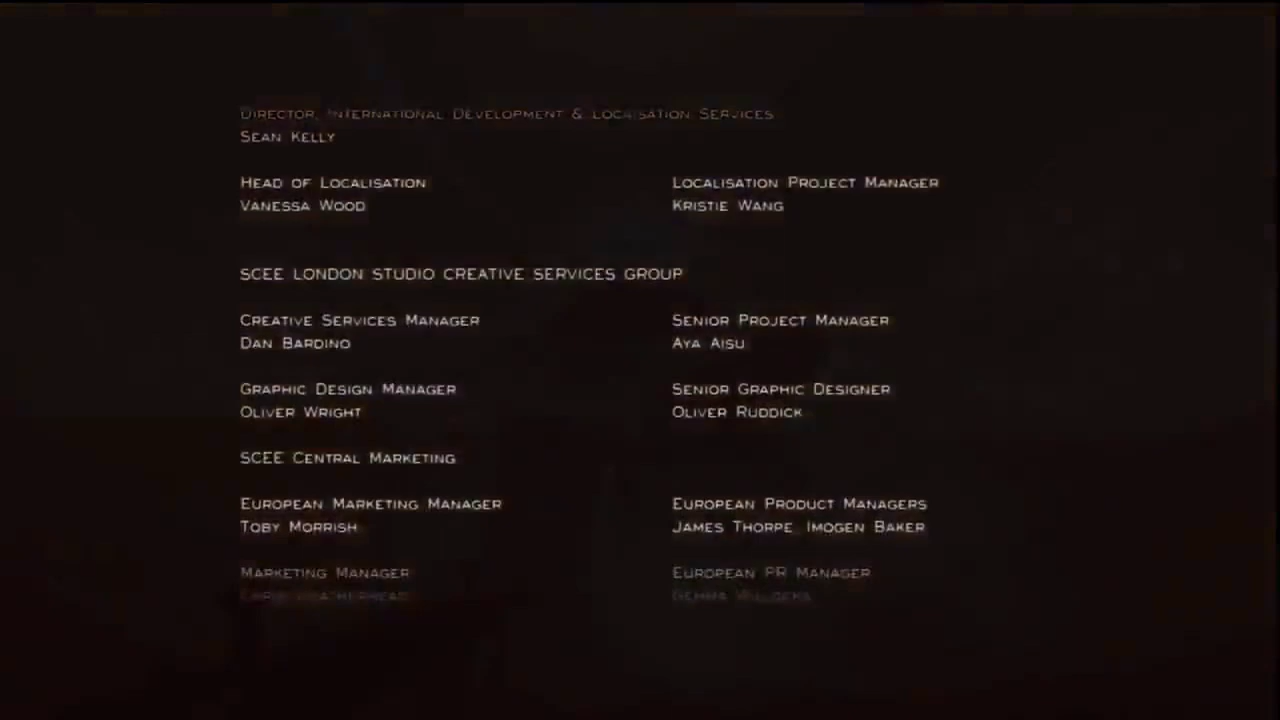 Director, International Development & Localisation Services
Sean Kelly
Head of Localisation
Vanessa Wood
Localisation Project Manager
Kristie Wang
SCEE LONDON STUDIO CREATIVE SERVICES GROUP
Creative Services Manager
Dan Bardino
Senior Project Manager
Aya Aisu
Graphic Design Manager
Oliver Wright
Senior Graphic Designer
Oliver Ruddick
SCEE Central Marketing
European Marketing Manager
Toby Morrish
European Product Managers
James Thorpe, Imogen Baker
Marketing Manager
European PR Manager
Gemma